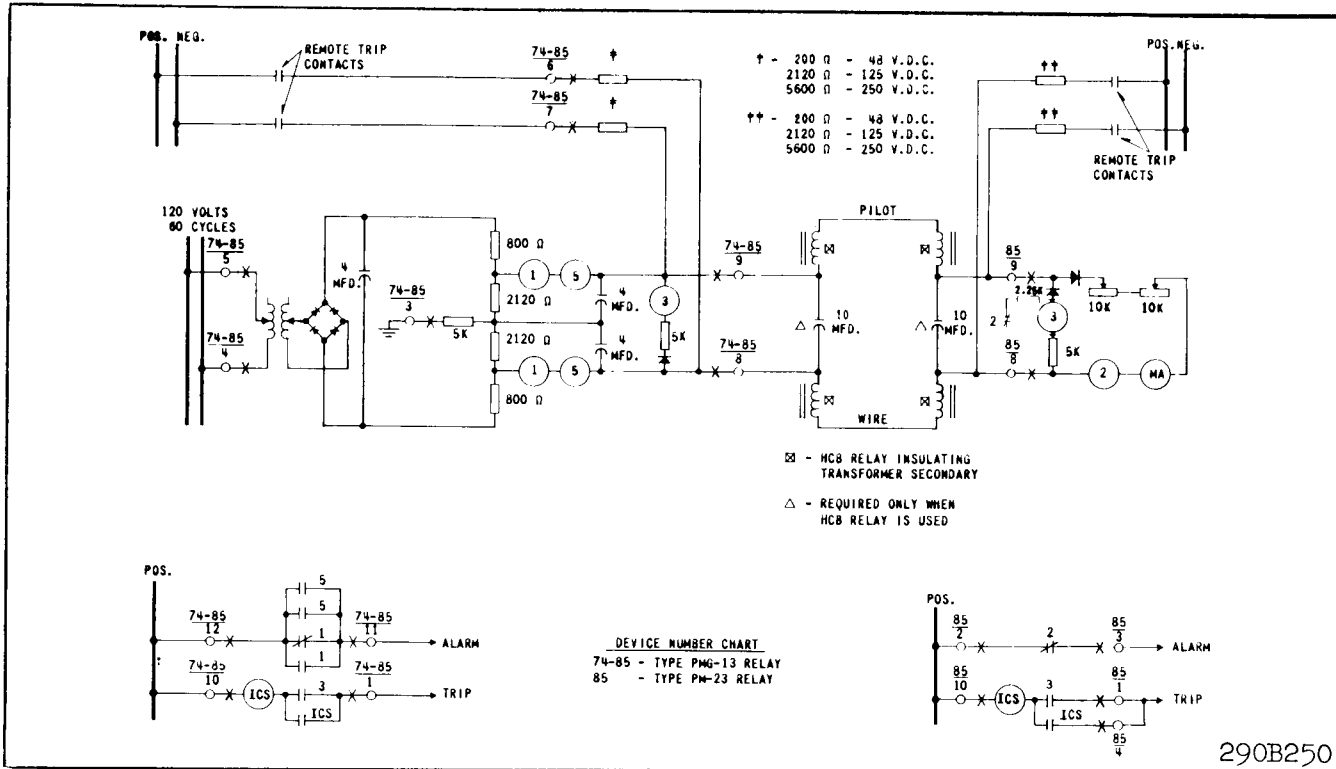 POS. NEG.
REMOTE TRIP
CONTACTS
74-85
6
‡
74-85
7
‡
† - 200 Ω - 48 V.D.C.
2120 Ω - 125 V.D.C.
5600 Ω - 250 V.D.C.
†† - 200 Ω - 48 V.D.C.
2120 Ω - 125 V.D.C.
5600 Ω - 250 V.D.C.
POS. NEG.
††
††
REMOTE TRIP
CONTACTS
120 VOLTS
60 CYCLES
74-85
5
74-85
4
4
MFD.
74-85
3
5K
800 Ω
2120 Ω
2120 Ω
800 Ω
1
5
1
5
4
MFD.
4
MFD.
3
5K
74-85
9
74-85
8
PILOT
10
MFD.
10
MFD.
WIRE
85
9
2.26K
2
3
5K
85
8
10K
10K
2
MA
☒ - HCB RELAY INSULATING
TRANSFORMER SECONDARY
△ - REQUIRED ONLY WHEN
HCB RELAY IS USED
POS.
5
5
1
1
74-85
12
74-85
11
ALARM
74-85
10
ICS
3
ICS
74-85
1
TRIP
DEVICE NUMBER CHART
74-85 - TYPE PMG-13 RELAY
85 - TYPE PM-23 RELAY
POS.
85
2
2
85
3
ALARM
85
10
ICS
3
ICS
85
1
TRIP
85
4
290B250